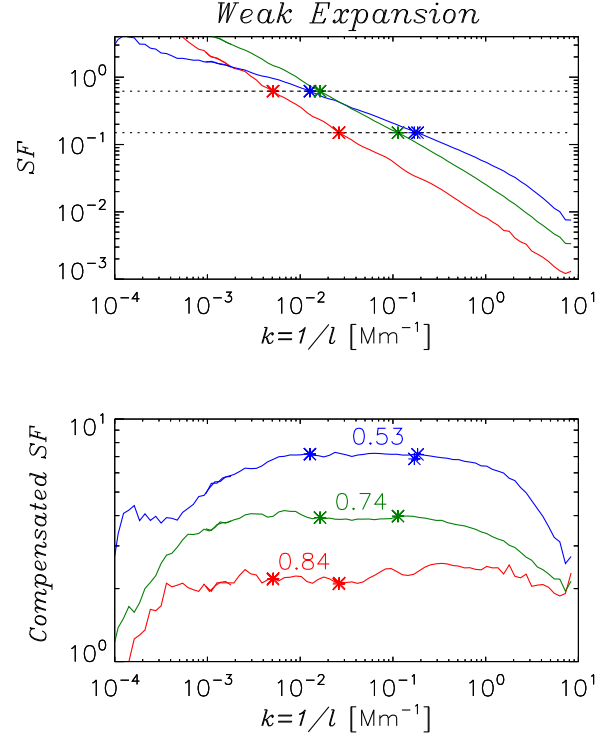 Weak Expansion
10⁰
10⁻¹
10⁻²
10⁻³
SF
10⁻⁴ 10⁻³ 10⁻² 10⁻¹ 10⁰ 10¹
k=1/l [Mm⁻¹]
10¹
10⁰
Compensated SF
0.53
0.74
0.84
10⁻⁴ 10⁻³ 10⁻² 10⁻¹ 10⁰ 10¹
k=1/l [Mm⁻¹]